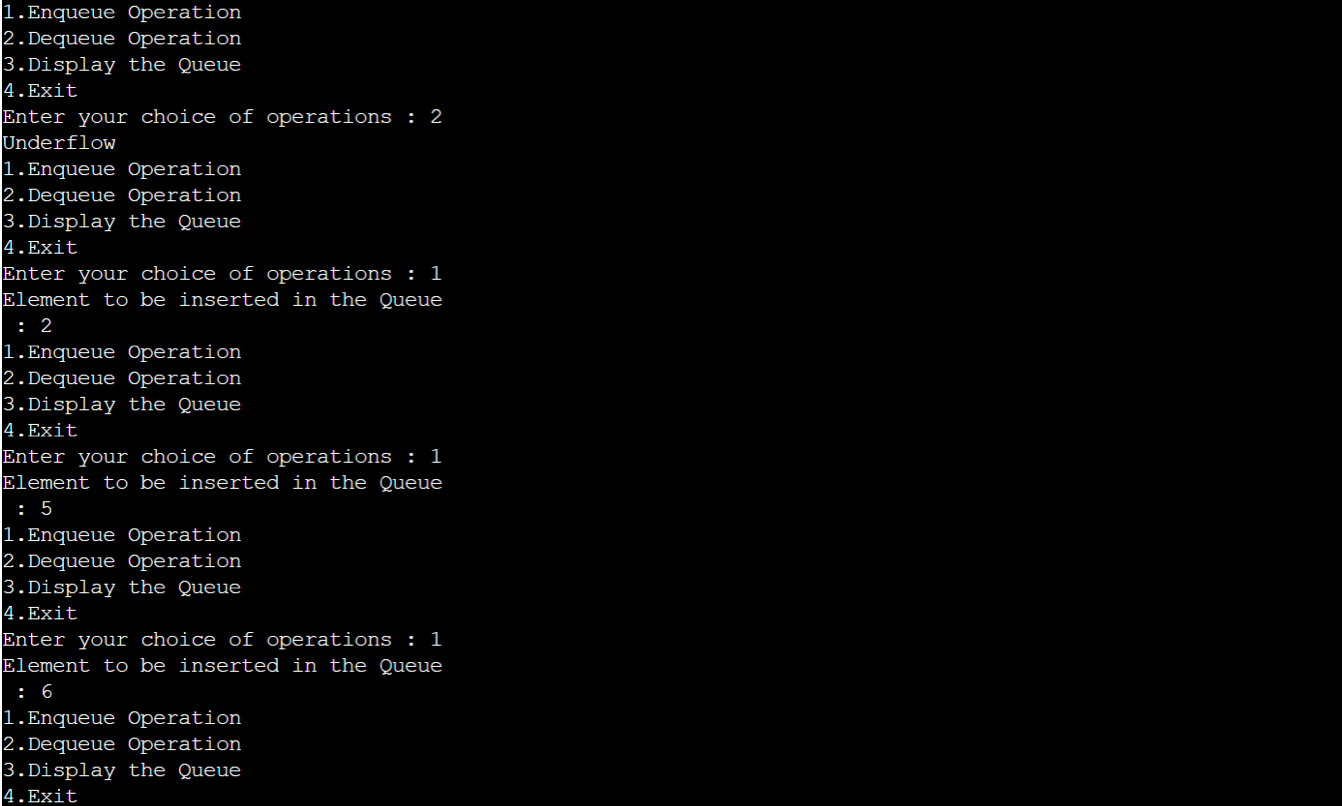 1.Enqueue Operation
2.Dequeue Operation
3.Display the Queue
4.Exit
Enter your choice of operations : 2
Underflow
1.Enqueue Operation
2.Dequeue Operation
3.Display the Queue
4.Exit
Enter your choice of operations : 1
Element to be inserted in the Queue
 : 2
1.Enqueue Operation
2.Dequeue Operation
3.Display the Queue
4.Exit
Enter your choice of operations : 1
Element to be inserted in the Queue
 : 5
1.Enqueue Operation
2.Dequeue Operation
3.Display the Queue
4.Exit
Enter your choice of operations : 1
Element to be inserted in the Queue
 : 6
1.Enqueue Operation
2.Dequeue Operation
3.Display the Queue
4.Exit